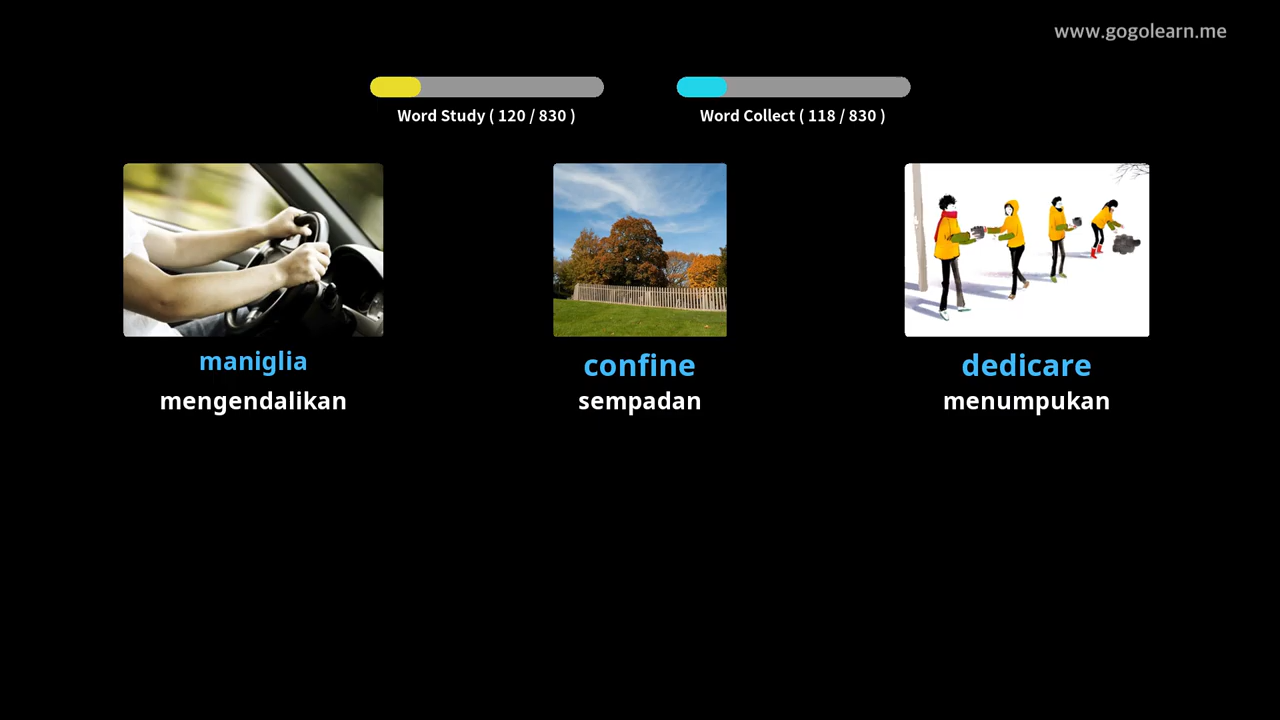 www.gogolearn.me
Word Study ( 120 / 830 )
Word Collect ( 118 / 830 )
maniglia
mengendalikan
confine
sempadan
dedicare
menumpukan